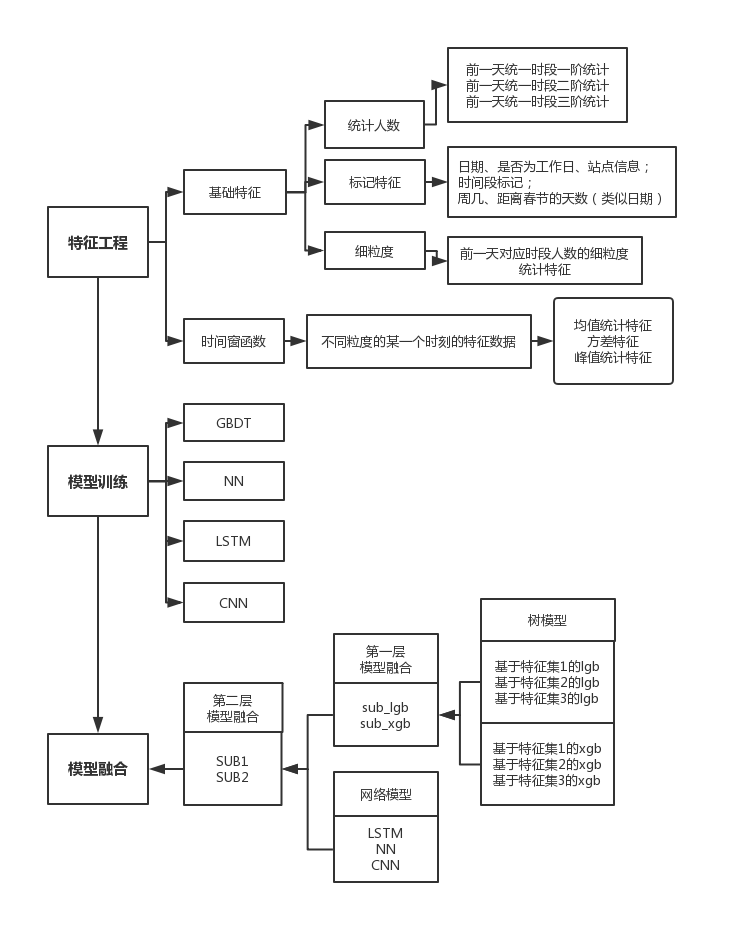 前一天统一时段一阶统计
前一天统一时段二阶统计
前一天统一时段三阶统计
统计人数
日期、是否为工作日、站点信息；
时间段标记；
周几、距离春节的天数（类似日期）
标记特征
基础特征
特征工程
细粒度
前一天对应时段人数的细粒度
统计特征
时间窗函数
不同粒度的某一个时刻的特征数据
均值统计特征
方差特征
峰值统计特征
GBDT
模型训练
NN
LSTM
CNN
树模型
基于特征集1的lgb
基于特征集2的lgb
基于特征集3的lgb
基于特征集1的xgb
基于特征集2的xgb
基于特征集3的xgb
第一层
模型融合
sub_lgb
sub_xgb
第二层
模型融合
SUB1
SUB2
模型融合
网络模型
LSTM
NN
CNN